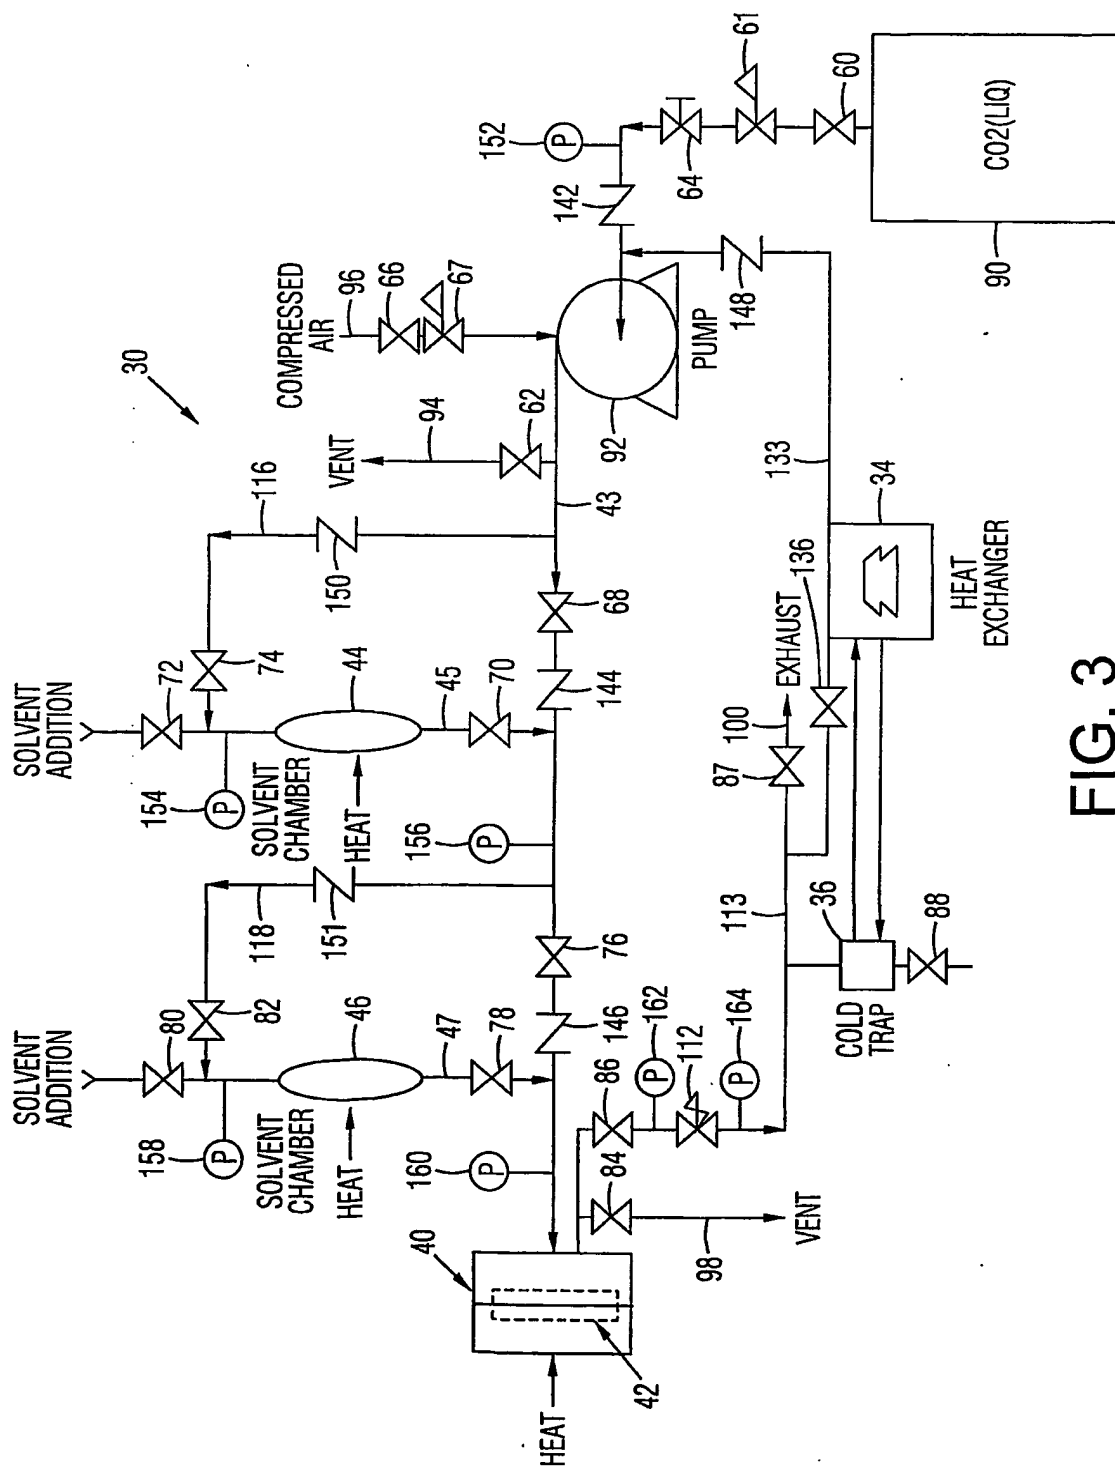 SOLVENT
ADDITION
SOLVENT
ADDITION
30
158
80
154
72
118
116
COMPRESSED
AIR
96
VENT
SOLVENT
CHAMBER
82
SOLVENT
CHAMBER
74
94
66
HEAT
46
151
HEAT
44
150
62
67
P
P
160
47
156
45
152
40
78
70
P
P
43
P
142
HEAT
146
76
144
68
92
PUMP
42
84
86
162
148
64
61
98
P
112
P
164
113
87
100
EXHAUST
136
133
60
VENT
COLD
TRAP
36
88
34
HEAT
EXCHANGER
90
CO2(LIQ)
FIG. 3